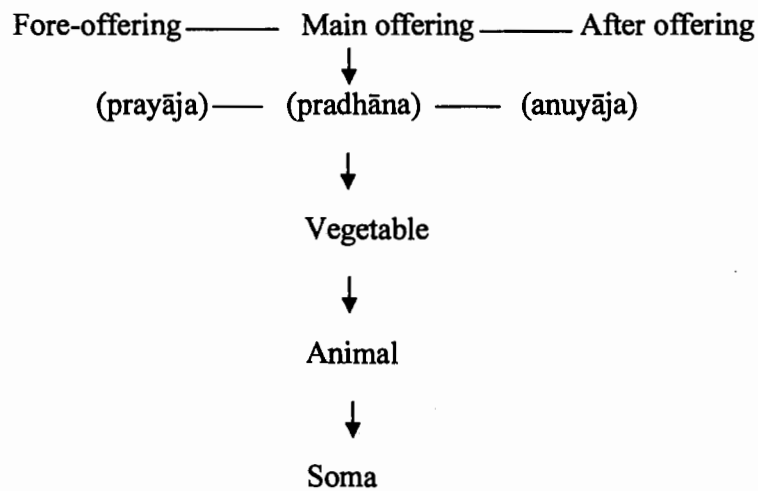 Fore-offering Main offering After offering
(prayāja) (pradhāna) (anuyāja)
Vegetable
Animal
Soma